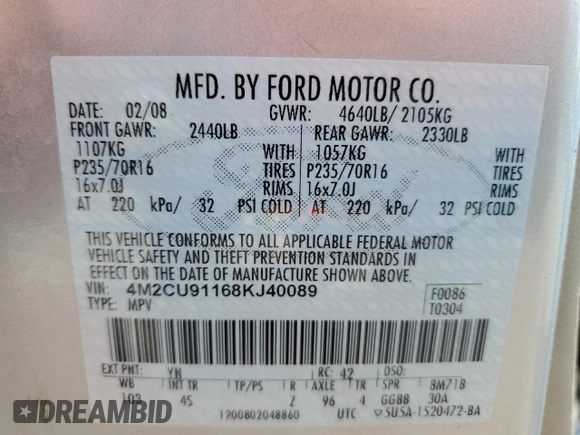 MFD. BY FORD MOTOR CO.
DATE: 02/08 GVWR: 4640LB/ 2105KG
FRONT GAWR: 2440LB REAR GAWR: 2330LB
1107KG WITH 1057KG WITH
P235/70R16 TIRES P235/70R16 TIRES
16x7.0J RIMS 16x7.0J RIMS
AT 220 kPa/ 32 PSI COLD AT 220 kPa/ 32 PSI COLD
THIS VEHICLE CONFORMS TO ALL APPLICABLE FEDERAL MOTOR
VEHICLE SAFETY AND THEFT PREVENTION STANDARDS IN
EFFECT ON THE DATE OF MANUFACTURE SHOWN ABOVE.
VIN: 4M2CU91168KJ40089 F0086
TYPE: MPV T0304
EXT PNT: YN RC: 42 DSO:
WB INT TR TP/PS R AXLE TR SPR 8M71B
103 4S 2 96 4 GGBB 30A
1200802048860 UTC 5U5A-1520472-BA
DREAMBID